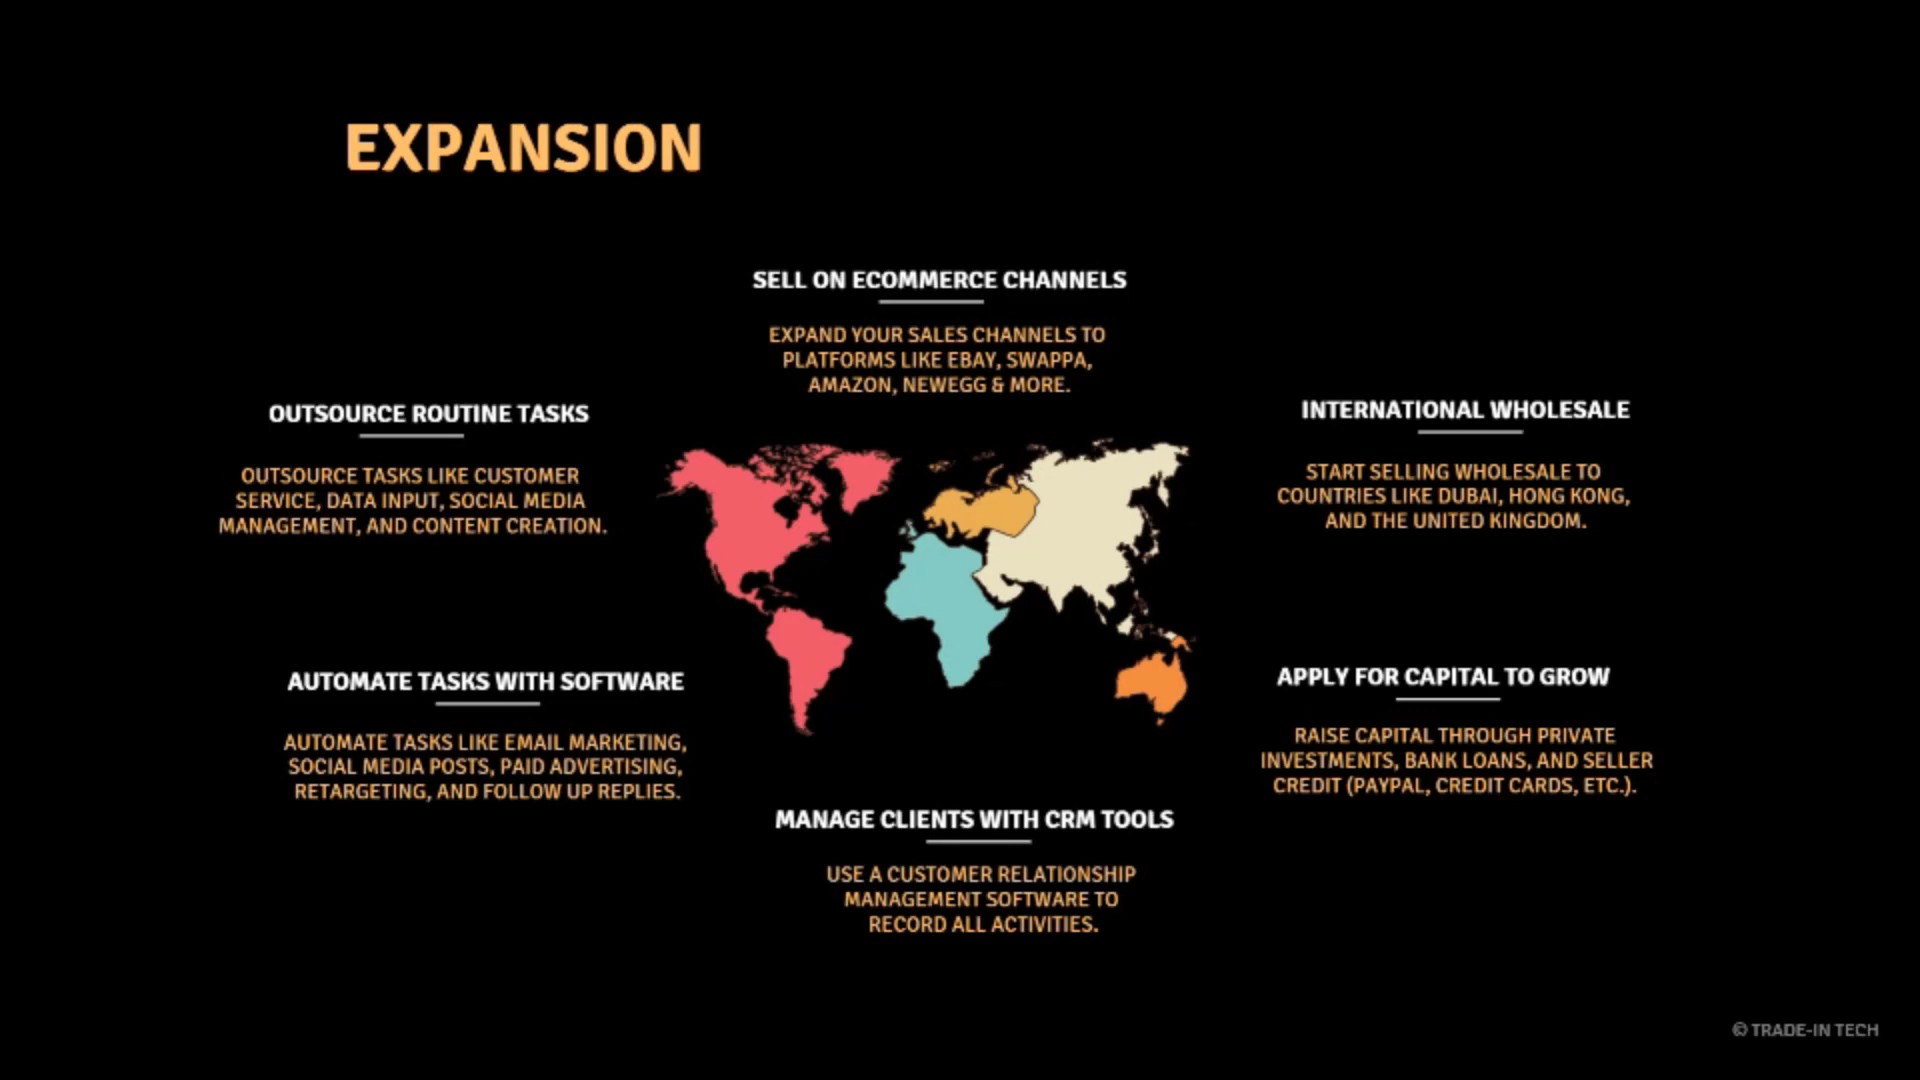 EXPANSION
SELL ON ECOMMERCE CHANNELS
EXPAND YOUR SALES CHANNELS TO
PLATFORMS LIKE EBAY, SWAPPA,
AMAZON, NEWEGG & MORE.
OUTSOURCE ROUTINE TASKS
OUTSOURCE TASKS LIKE CUSTOMER
SERVICE, DATA INPUT, SOCIAL MEDIA
MANAGEMENT, AND CONTENT CREATION.
INTERNATIONAL WHOLESALE
START SELLING WHOLESALE TO
COUNTRIES LIKE DUBAI, HONG KONG,
AND THE UNITED KINGDOM.
AUTOMATE TASKS WITH SOFTWARE
AUTOMATE TASKS LIKE EMAIL MARKETING,
SOCIAL MEDIA POSTS, PAID ADVERTISING,
RETARGETING, AND FOLLOW UP REPLIES.
APPLY FOR CAPITAL TO GROW
RAISE CAPITAL THROUGH PRIVATE
INVESTMENTS, BANK LOANS, AND SELLER
CREDIT (PAYPAL, CREDIT CARDS, ETC.).
MANAGE CLIENTS WITH CRM TOOLS
USE A CUSTOMER RELATIONSHIP
MANAGEMENT SOFTWARE TO
RECORD ALL ACTIVITIES.
© TRADE-IN TECH